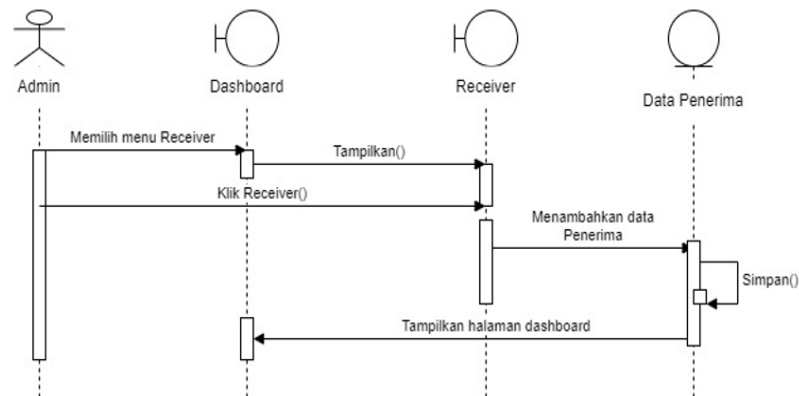 Admin
Dashboard
Receiver
Data Penerima
Memilih menu Receiver
Tampilkan()
Klik Receiver()
Menambahkan data
Penerima
Simpan()
Tampilkan halaman dashboard